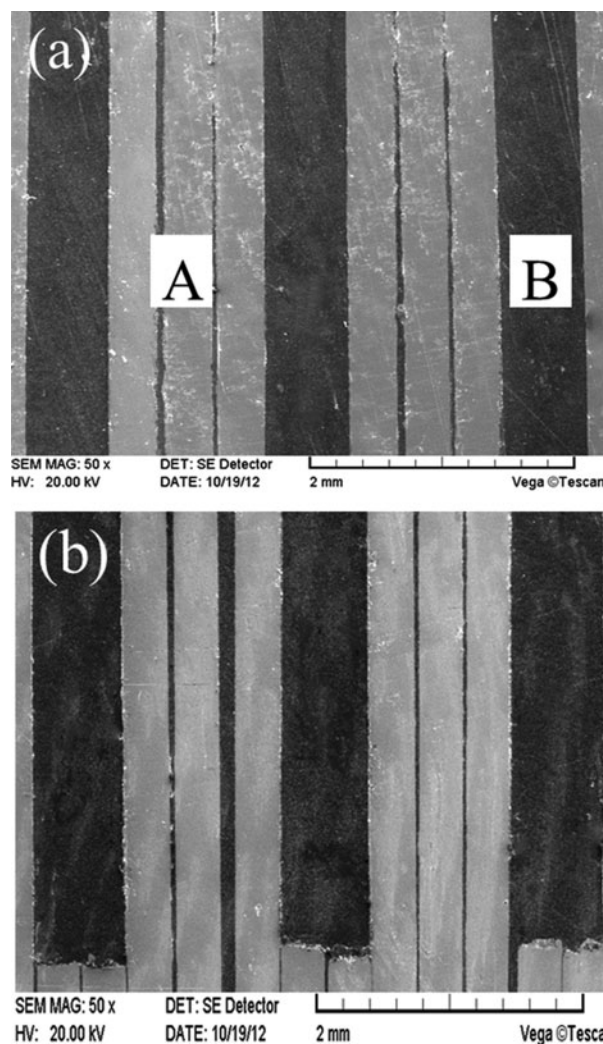 (a)
A B
SEM MAG: 50 x DET: SE Detector
HV: 20.00 kV DATE: 10/19/12 2 mm Vega ©Tescan
(b)
SEM MAG: 50 x DET: SE Detector
HV: 20.00 kV DATE: 10/19/12 2 mm Vega ©Tescan